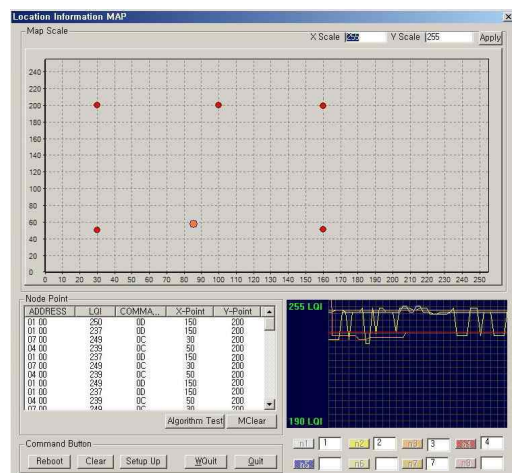 Location Information MAP
Map Scale
X Scale 255 Y Scale 255 Apply
240
220
200
180
160
140
120
100
80
60
40
20
0
0 10 20 30 40 50 60 70 80 90 100 110 120 130 140 150 160 170 180 190 200 210 220 230 240 250
Node Point
ADDRESS LQI COMMA... X-Point Y-Point
01 00 250 0D 150 200
01 00 237 0D 150 200
07 00 249 0C 30 200
04 00 239 0C 50 200
01 00 237 0D 150 200
07 00 249 0C 30 200
04 00 239 0C 50 200
01 00 249 0D 150 200
01 00 237 0D 150 200
04 00 239 0C 50 200
07 00 249 0C 30 200
Algorithm Test MClear
255 LQI
190 LQI
Command Button
Reboot Clear Setup Up WQuit Quit
n1 1 n2 2 n3 3 n4 4
n5 n6 n7 7 n8